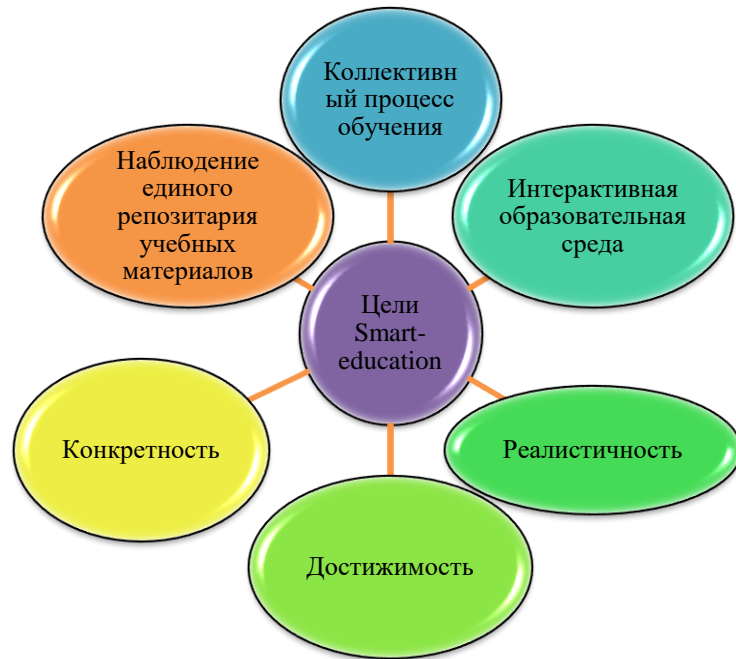 Коллективн
ый процесс
обучения
Наблюдение
единого
репозитария
учебных
материалов
Интерактивная
образовательная
среда
Цели
Smart-
education
Конкретность
Реалистичность
Достижимость